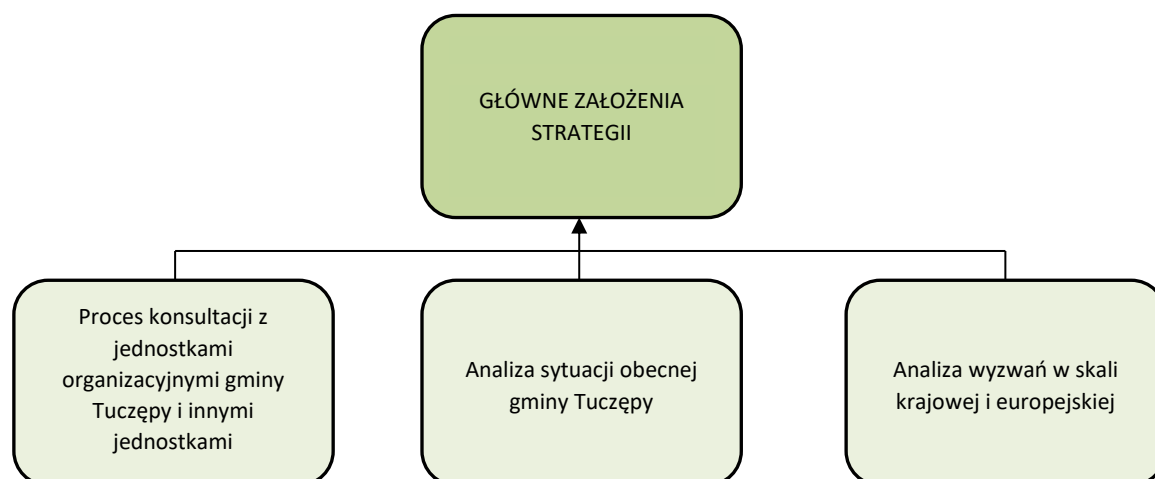 GŁÓWNE ZAŁOŻENIA
STRATEGII
Proces konsultacji z
jednostkami
organizacyjnymi gminy
Tuczępy i innymi
jednostkami
Analiza sytuacji obecnej
gminy Tuczępy
Analiza wyzwań w skali
krajowej i europejskiej